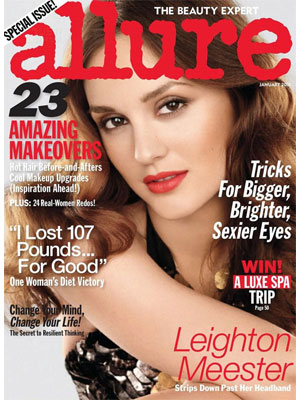 SPECIAL ISSUE!
THE BEAUTY EXPERT
allure
JANUARY
23
AMAZING
MAKEOVERS
Hot Hair Before-and-Afters
Cool Makeup Upgrades
(Inspiration Ahead!)
PLUS: 24 Real-Women Redos!
"I Lost 107
Pounds...
For Good"
One Woman's Diet Victory
Change Your Mind,
Change Your Life!
The Secret to Resilient Thinking
Tricks
For Bigger,
Brighter,
Sexier Eyes
WIN!
A LUXE SPA
TRIP
Page 50
Leighton
Meester
Strips Down Past Her Headband